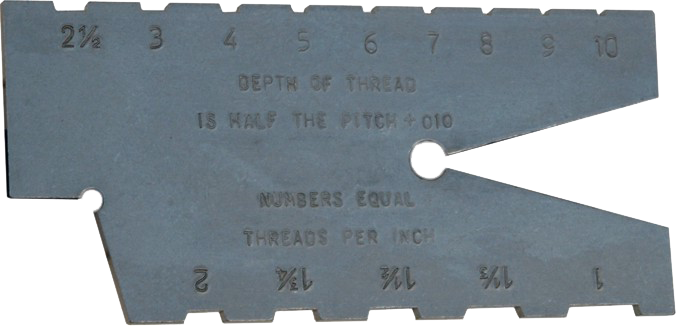 2½ 3 4 5 6 7 8 9 10
DEPTH OF THREAD
IS HALF THE PITCH + 010
NUMBERS EQUAL
THREADS PER INCH
2 1¾ 1½ 1⅓ 1